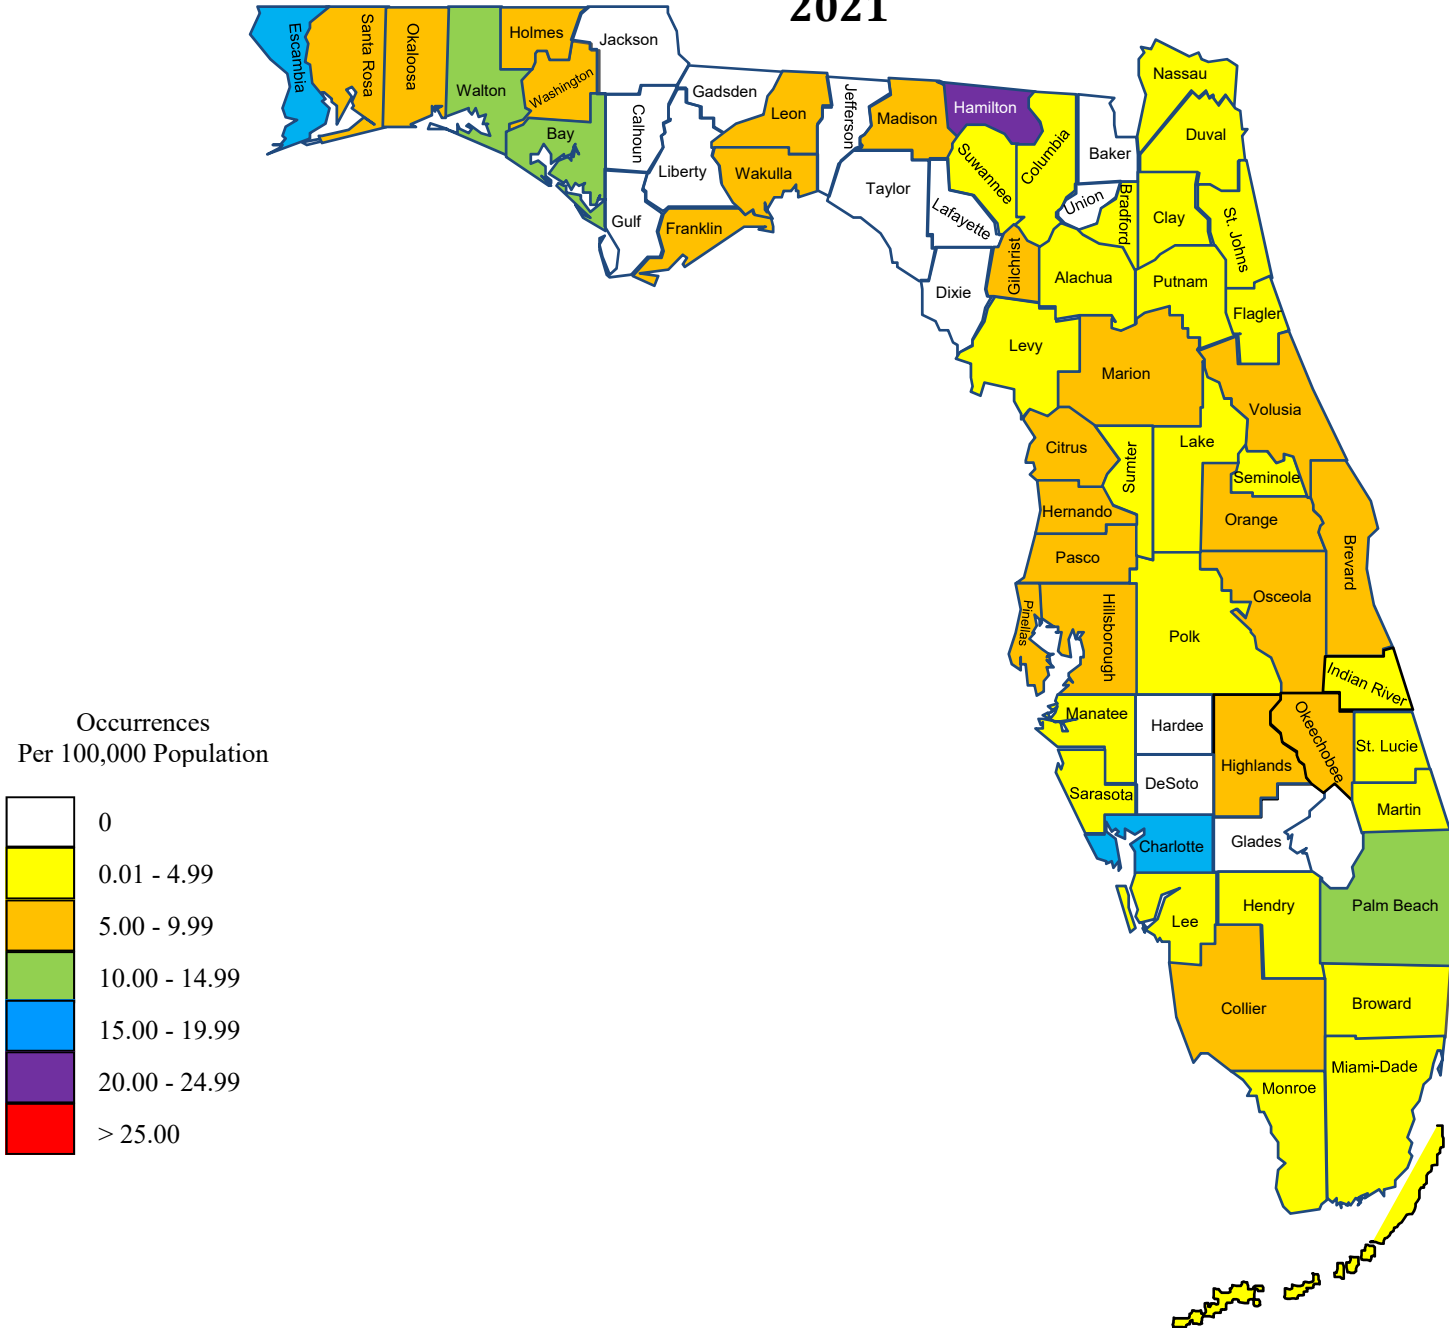 2021
Escambia
Santa Rosa
Okaloosa
Walton
Holmes
Washington
Bay
Jackson
Calhoun
Gulf
Gadsden
Liberty
Franklin
Leon
Wakulla
Jefferson
Madison
Taylor
Hamilton
Suwannee
Lafayette
Dixie
Columbia
Gilchrist
Baker
Union
Bradford
Nassau
Duval
Clay
St. Johns
Alachua
Putnam
Flagler
Levy
Marion
Volusia
Citrus
Sumter
Lake
Seminole
Hernando
Orange
Brevard
Pasco
Pinellas
Hillsborough
Polk
Osceola
Indian River
Manatee
Hardee
Highlands
Okeechobee
St. Lucie
Sarasota
DeSoto
Martin
Charlotte
Glades
Palm Beach
Lee
Hendry
Collier
Broward
Monroe
Miami-Dade
Occurrences
Per 100,000 Population
0
0.01 - 4.99
5.00 - 9.99
10.00 - 14.99
15.00 - 19.99
20.00 - 24.99
> 25.00